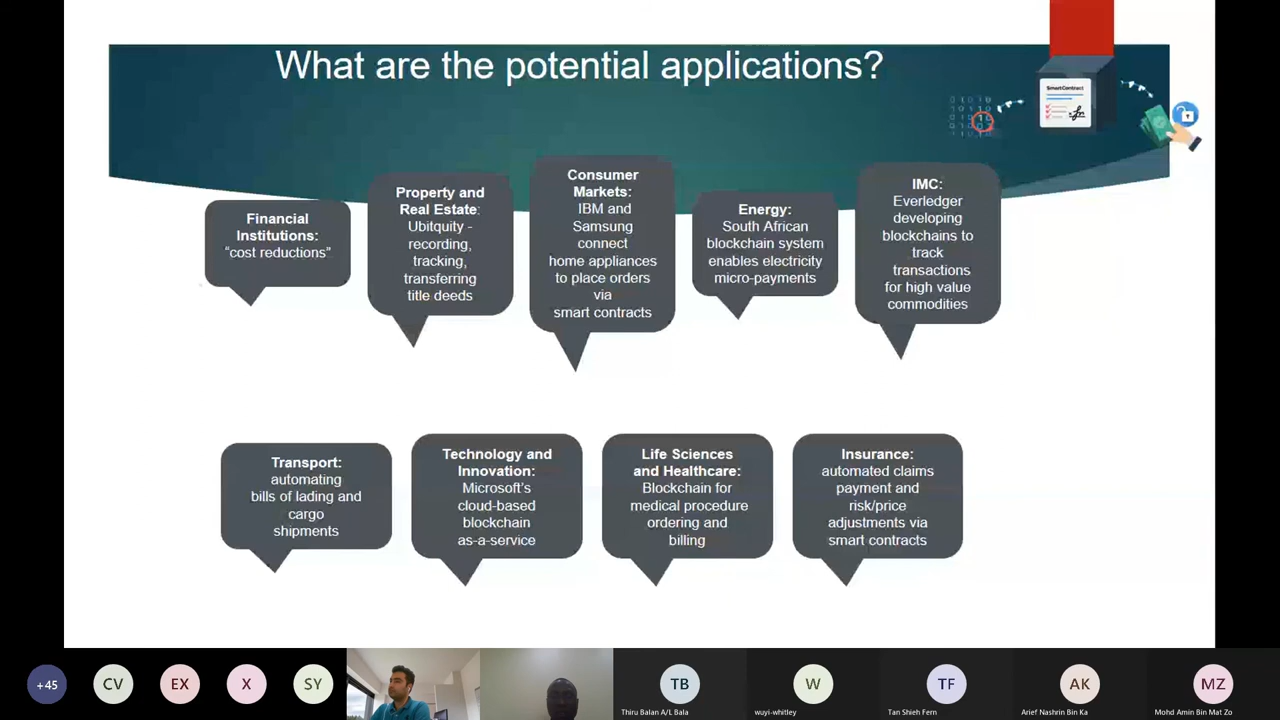 What are the potential applications?
SmartContract
Financial
Institutions:
“cost reductions”
Property and
Real Estate:
Ubitquity -
recording,
tracking,
transferring
title deeds
Consumer
Markets:
IBM and
Samsung
connect
home appliances
to place orders
via
smart contracts
Energy:
South African
blockchain system
enables electricity
micro-payments
IMC:
Everledger
developing
blockchains to
track
transactions
for high value
commodities
Transport:
automating
bills of lading and
cargo
shipments
Technology and
Innovation:
Microsoft’s
cloud-based
blockchain
as-a-service
Life Sciences
and Healthcare:
Blockchain for
medical procedure
ordering and
billing
Insurance:
automated claims
payment and
risk/price
adjustments via
smart contracts
+45
CV
EX
X
SY
TB
Thiru Balan A/L Bala
W
wuyi-whitley
TF
Tan Shieh Fern
AK
Arief Nashrin Bin Ka
MZ
Mohd Amin Bin Mat Zo